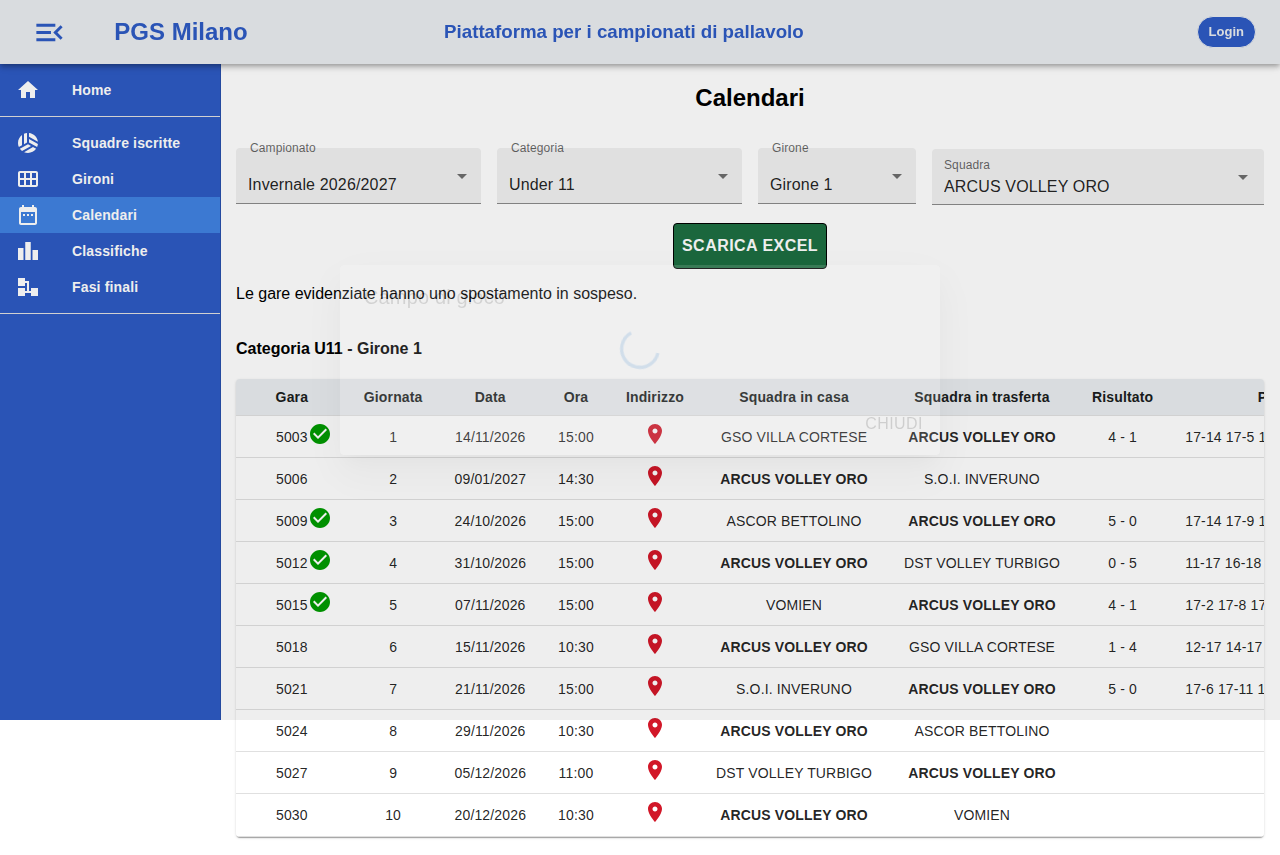 PGS Milano
Piattaforma per i campionati di pallavolo
Login
Home
Squadre iscritte
Gironi
Calendari
Classifiche
Fasi finali
Calendari
Campionato
Invernale 2026/2027
Categoria
Under 11
Girone
Girone 1
Squadra
ARCUS VOLLEY ORO
SCARICA EXCEL
Le gare evidenziate hanno uno spostamento in sospeso.
Campo di gioco
Categoria U11 - Girone 1
CHIUDI
Gara Giornata Data Ora Indirizzo Squadra in casa Squadra in trasferta Risultato P
5003 1 14/11/2026 15:00 GSO VILLA CORTESE ARCUS VOLLEY ORO 4 - 1 17-14 17-5 1
5006 2 09/01/2027 14:30 ARCUS VOLLEY ORO S.O.I. INVERUNO
5009 3 24/10/2026 15:00 ASCOR BETTOLINO ARCUS VOLLEY ORO 5 - 0 17-14 17-9 1
5012 4 31/10/2026 15:00 ARCUS VOLLEY ORO DST VOLLEY TURBIGO 0 - 5 11-17 16-18
5015 5 07/11/2026 15:00 VOMIEN ARCUS VOLLEY ORO 4 - 1 17-2 17-8 17
5018 6 15/11/2026 10:30 ARCUS VOLLEY ORO GSO VILLA CORTESE 1 - 4 12-17 14-17
5021 7 21/11/2026 15:00 S.O.I. INVERUNO ARCUS VOLLEY ORO 5 - 0 17-6 17-11 1
5024 8 29/11/2026 10:30 ARCUS VOLLEY ORO ASCOR BETTOLINO
5027 9 05/12/2026 11:00 DST VOLLEY TURBIGO ARCUS VOLLEY ORO
5030 10 20/12/2026 10:30 ARCUS VOLLEY ORO VOMIEN